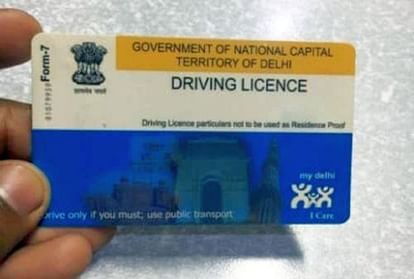 Form-7
GOVERNMENT OF NATIONAL CAPITAL
TERRITORY OF DELHI
DRIVING LICENCE
Driving Licence particulars not to be used as Residence Proof
my delhi
I Care
rive only if you must; use public transport